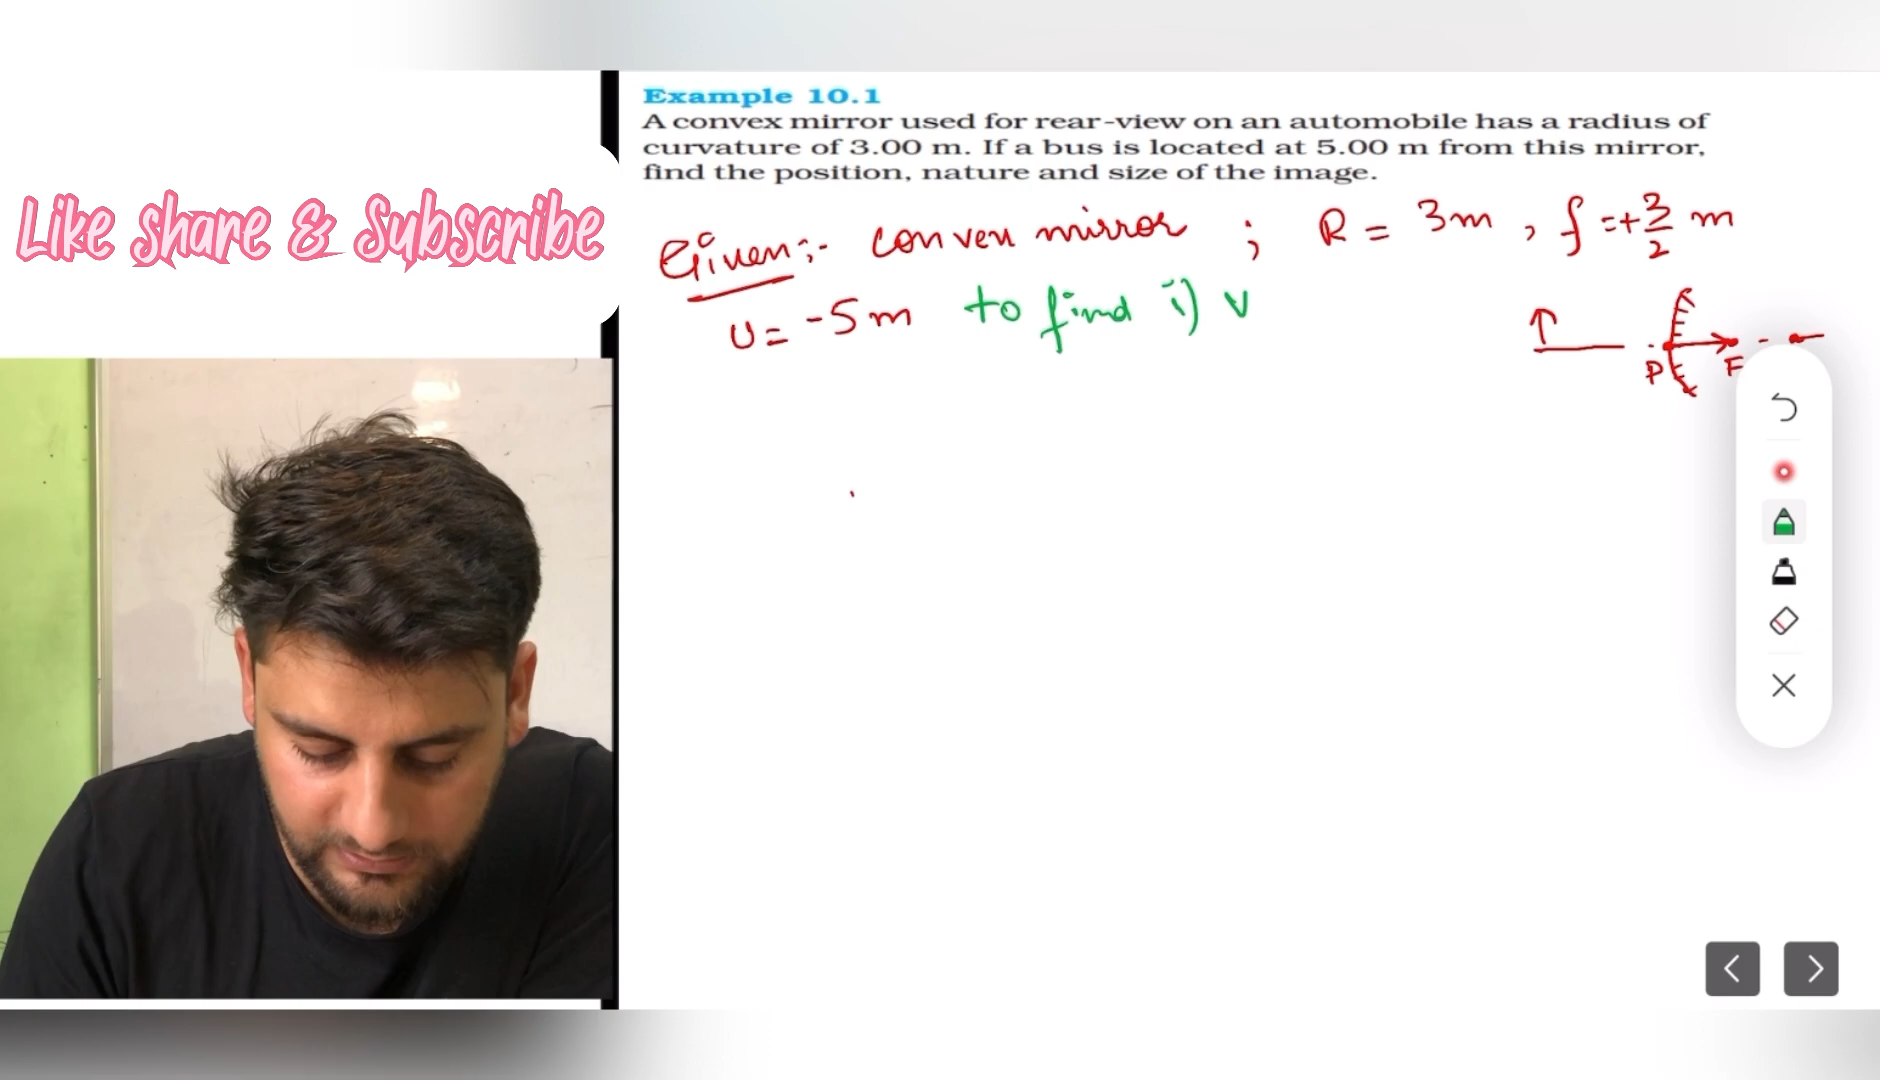 Like Share & Subscribe
Example 10.1
A convex mirror used for rear-view on an automobile has a radius of
curvature of 3.00 m. If a bus is located at 5.00 m from this mirror,
find the position, nature and size of the image.
Given:- convex mirror ; R = 3m , f = +3/2 m
u = -5m to find i) v
P F